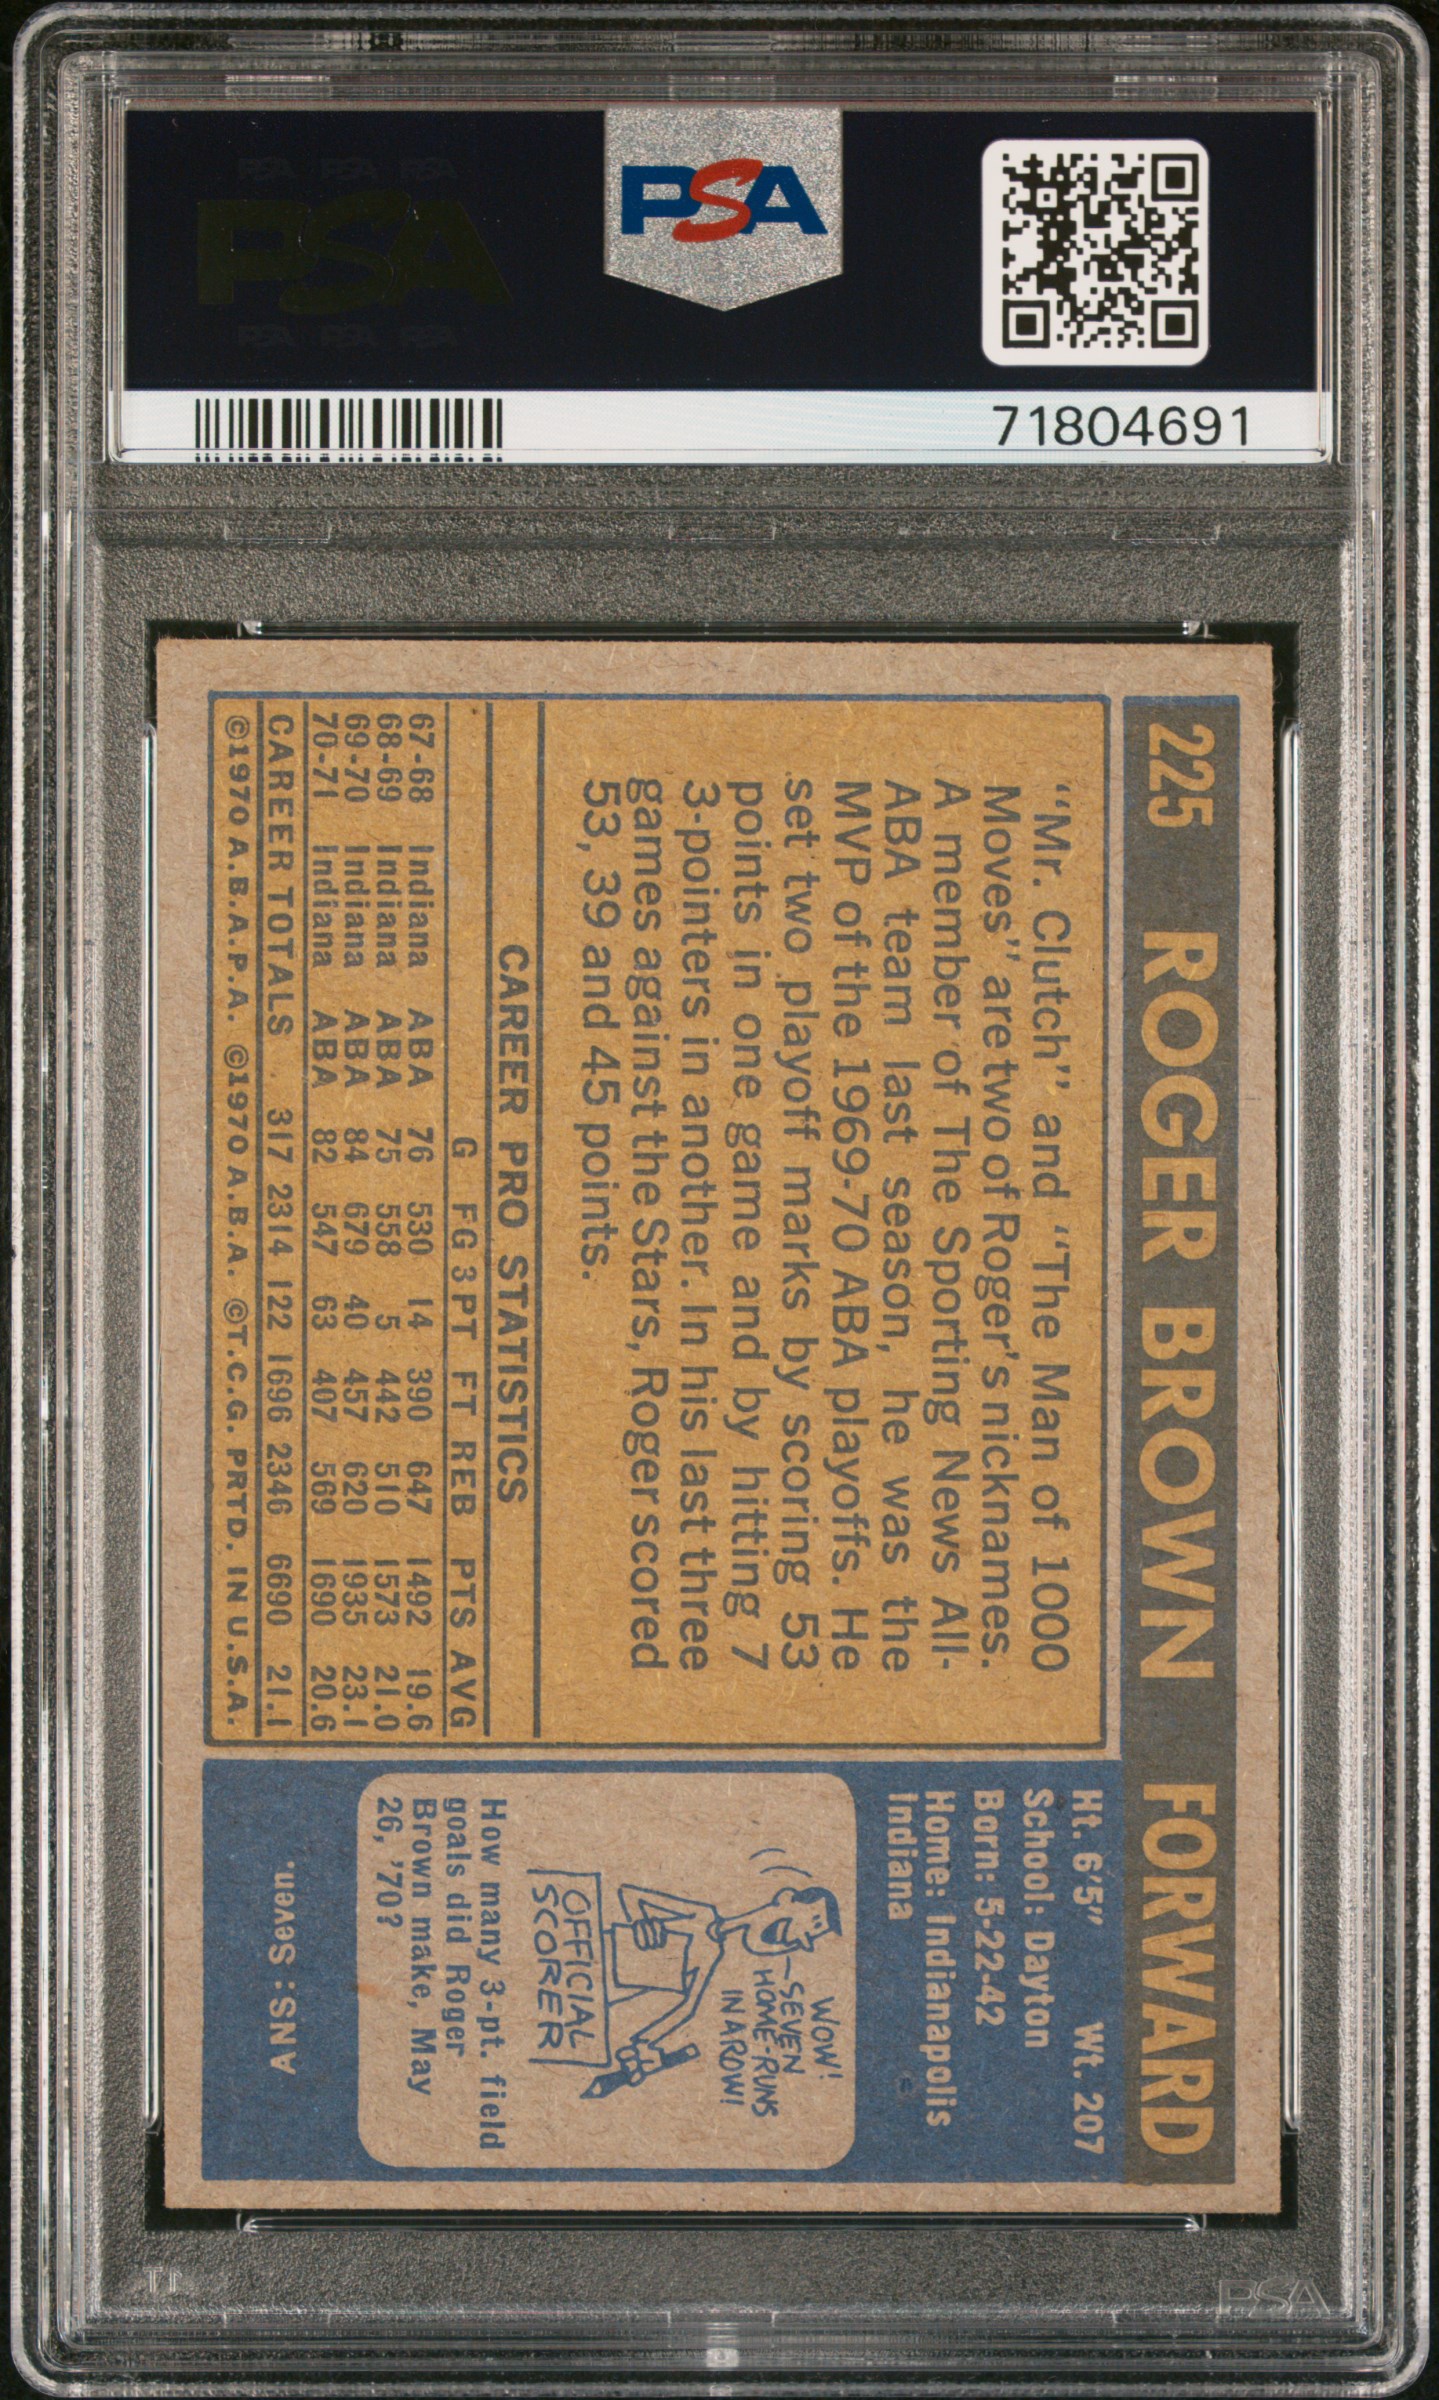 PSA PSA PSA
PSA
PSA PSA PSA
PSA
71804691
225 ROGER BROWN FORWARD
"Mr. Clutch" and "The Man of 1000
Moves" are two of Roger's nicknames.
A member of The Sporting News All-
ABA team last season, he was the
MVP of the 1969-70 ABA playoffs. He
set two playoff marks by scoring 53
points in one game and by hitting 7
3-pointers in another. In his last three
games against the Stars, Roger scored
53, 39 and 45 points.
CAREER PRO STATISTICS
G FG 3PT FT REB PTS AVG
67-68 Indiana ABA 76 530 14 390 647 1492 19.6
68-69 Indiana ABA 75 558 5 442 510 1573 21.0
69-70 Indiana ABA 84 679 40 457 620 1935 23.1
70-71 Indiana ABA 82 547 63 407 569 1690 20.6
CAREER TOTALS 317 2314 122 1696 2346 6690 21.1
©1970 A.B.A.P.A. ©1970 A.B.A. ©T.C.G. PRTD. IN U.S.A.
Ht. 6'5" Wt. 207
School: Dayton
Born: 5-22-42
Home: Indianapolis
Indiana
WOW!
SEVEN
HOME-RUNS
IN A ROW!
OFFICIAL
SCORER
How many 3-pt. field
goals did Roger
Brown make, May
26, '70?
ANS: Seven.
PSA